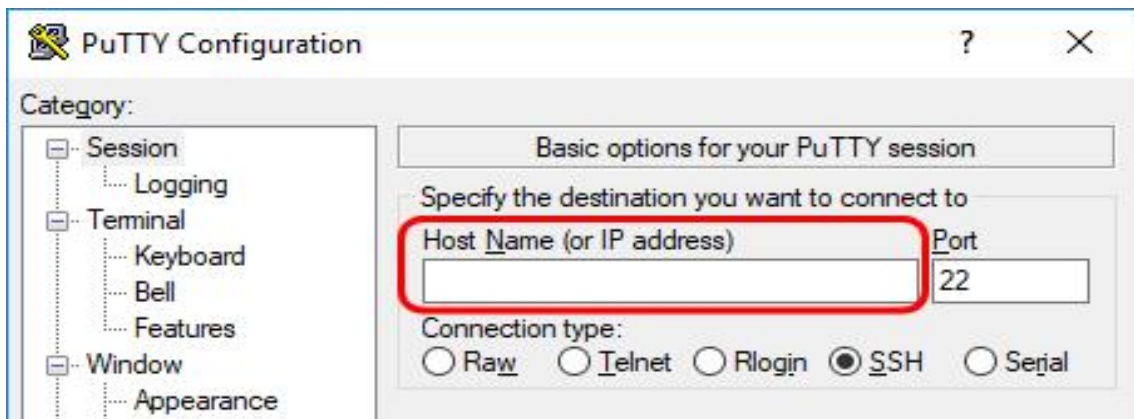 PuTTY Configuration
?
Category:
Session
Logging
Terminal
Keyboard
Bell
Features
Window
Appearance
Basic options for your PuTTY session
Specify the destination you want to connect to
Host Name (or IP address)
Port
22
Connection type:
Raw Telnet Rlogin SSH Serial